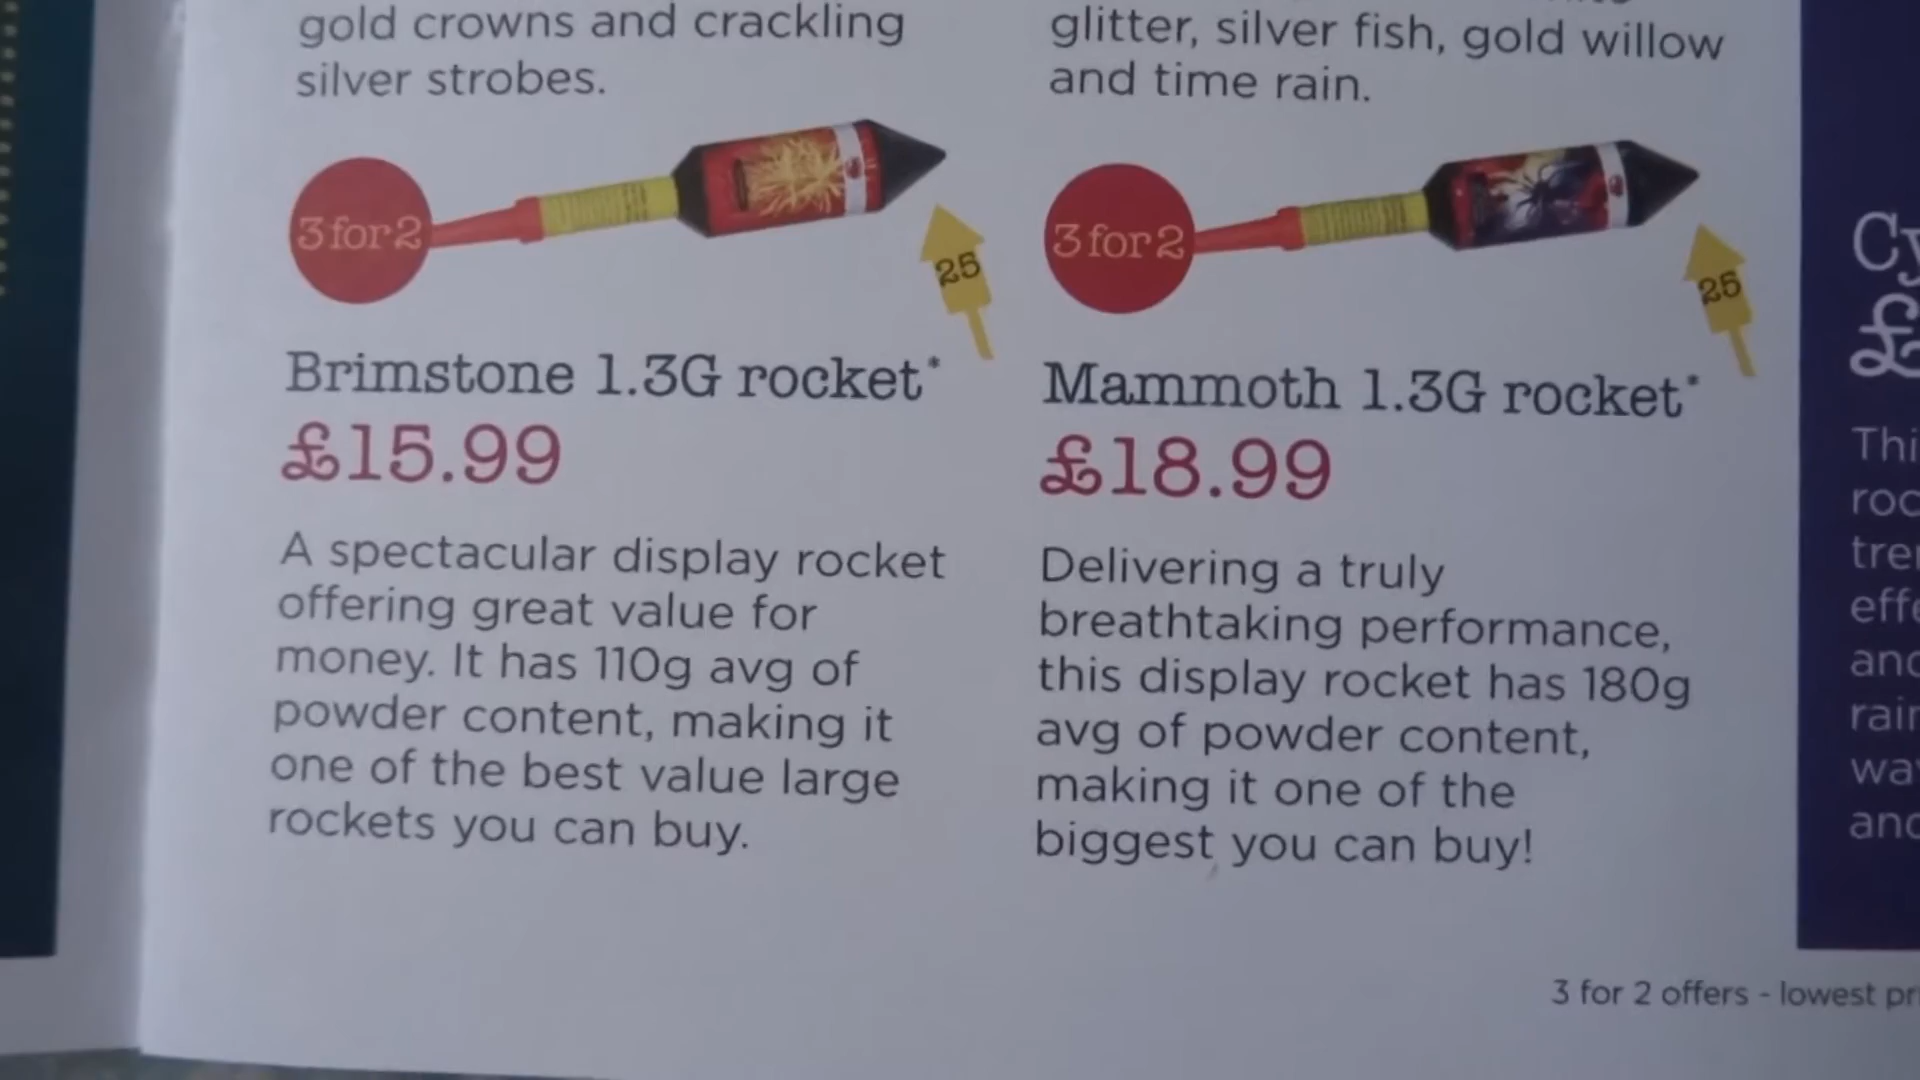 gold crowns and crackling
silver strobes.
3 for 2
25
Brimstone 1.3G rocket*
£15.99
A spectacular display rocket
offering great value for
money. It has 110g avg of
powder content, making it
one of the best value large
rockets you can buy.
glitter, silver fish, gold willow
and time rain.
3 for 2
25
Mammoth 1.3G rocket*
£18.99
Delivering a truly
breathtaking performance,
this display rocket has 180g
avg of powder content,
making it one of the
biggest you can buy!
£
and
3 for 2 offers - lowest